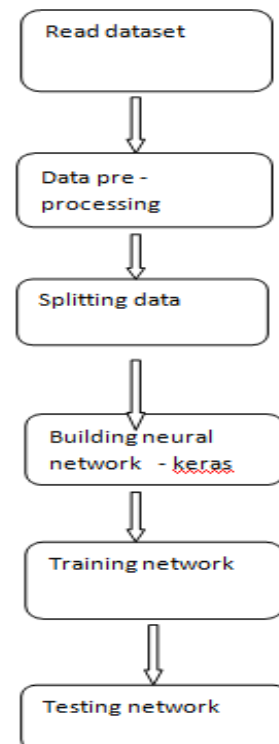 Read dataset
Data pre -
processing
Splitting data
Building neural
network - keras
Training network
Testing network